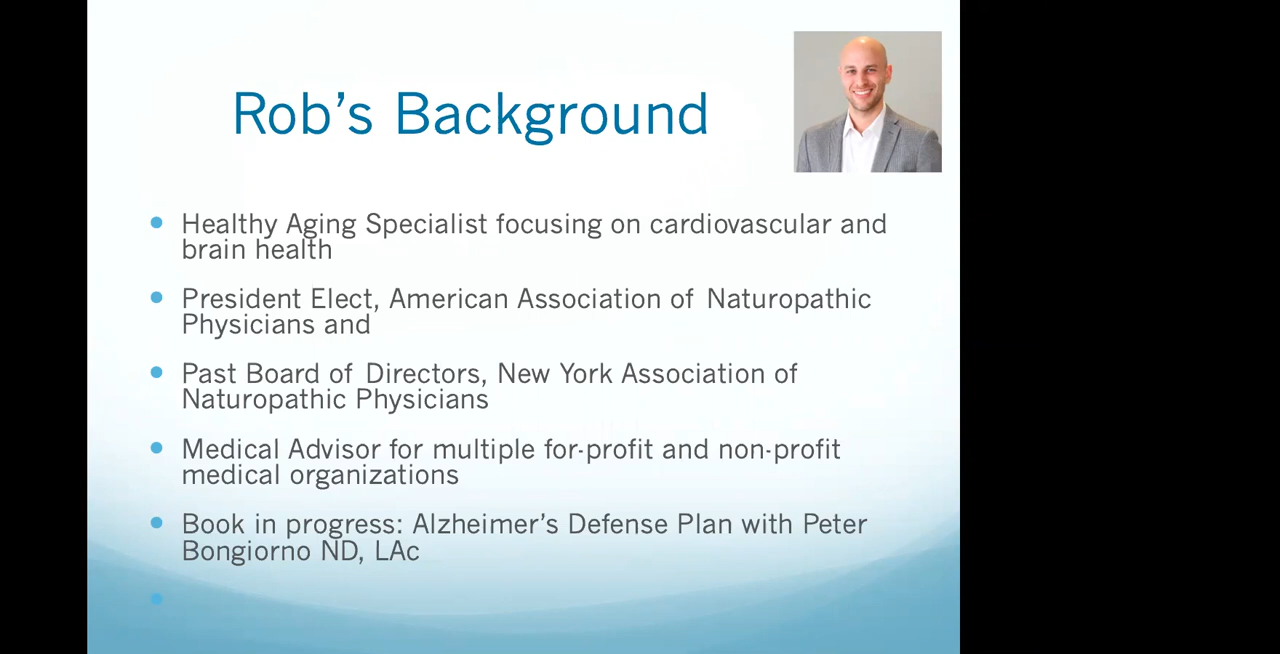 Rob's Background
Healthy Aging Specialist focusing on cardiovascular and
brain health
President Elect, American Association of Naturopathic
Physicians and
Past Board of Directors, New York Association of
Naturopathic Physicians
Medical Advisor for multiple for-profit and non-profit
medical organizations
Book in progress: Alzheimer's Defense Plan with Peter
Bongiorno ND, LAc